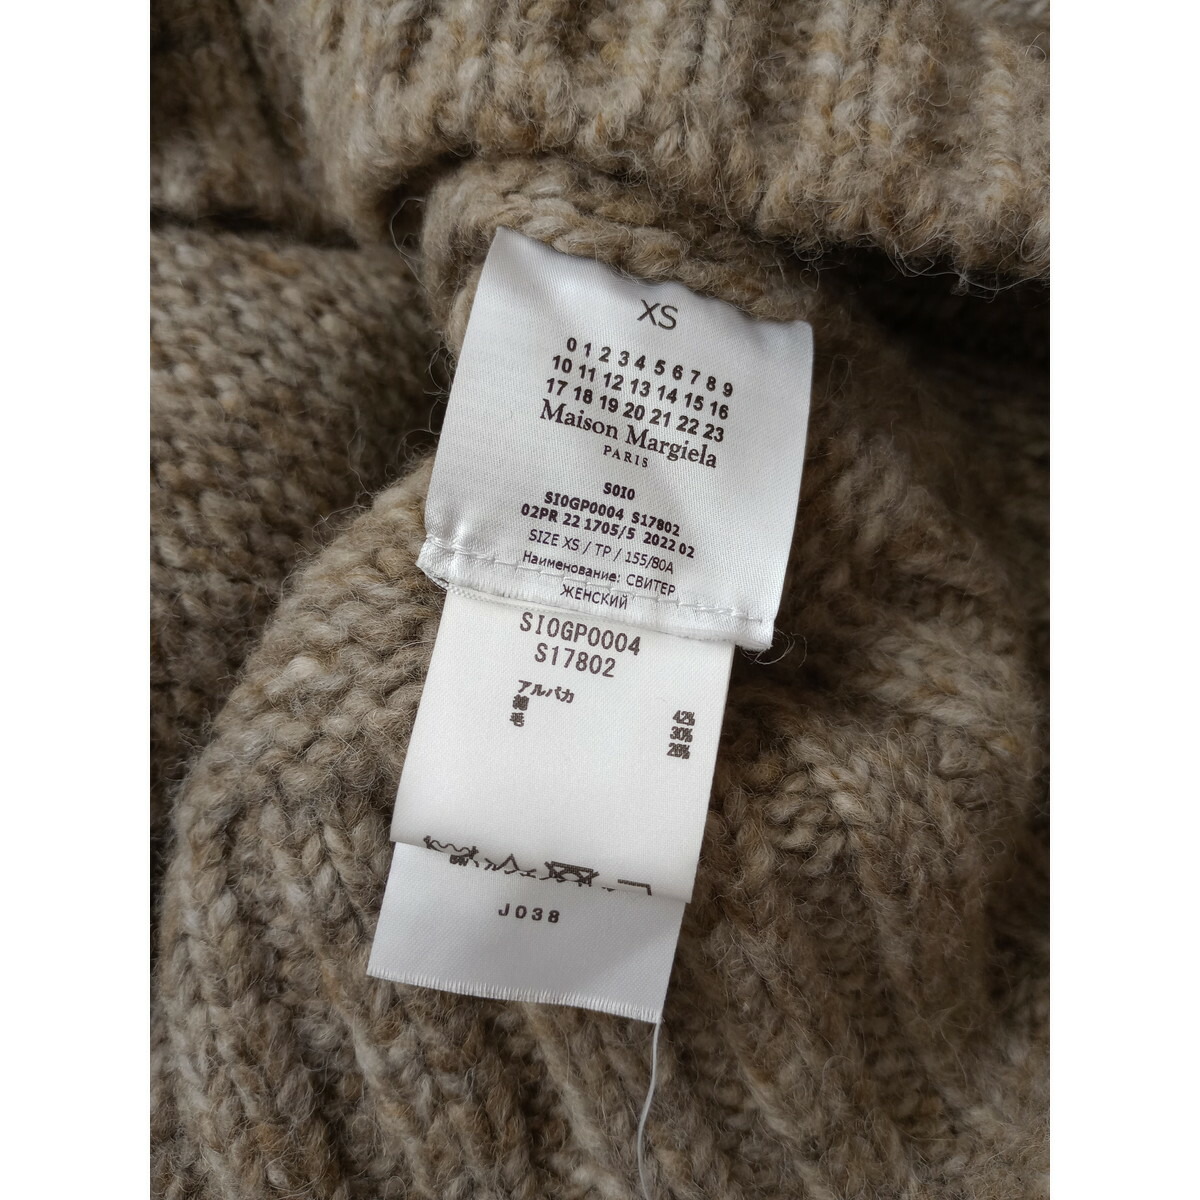 XS
0 1 2 3 4 5 6 7 8 9
10 11 12 13 14 15 16
17 18 19 20 21 22 23
Maison Margiela
PARIS
S0I0
SI0GP0004 S17802
02PR 22 1705/5 2022 02
SIZE XS / TP / 155/80A
Наименование: СВИТЕР
ЖЕНСКИЙ
SI0GP0004
S17802
アルパカ 42%
綿 30%
毛 28%
J038